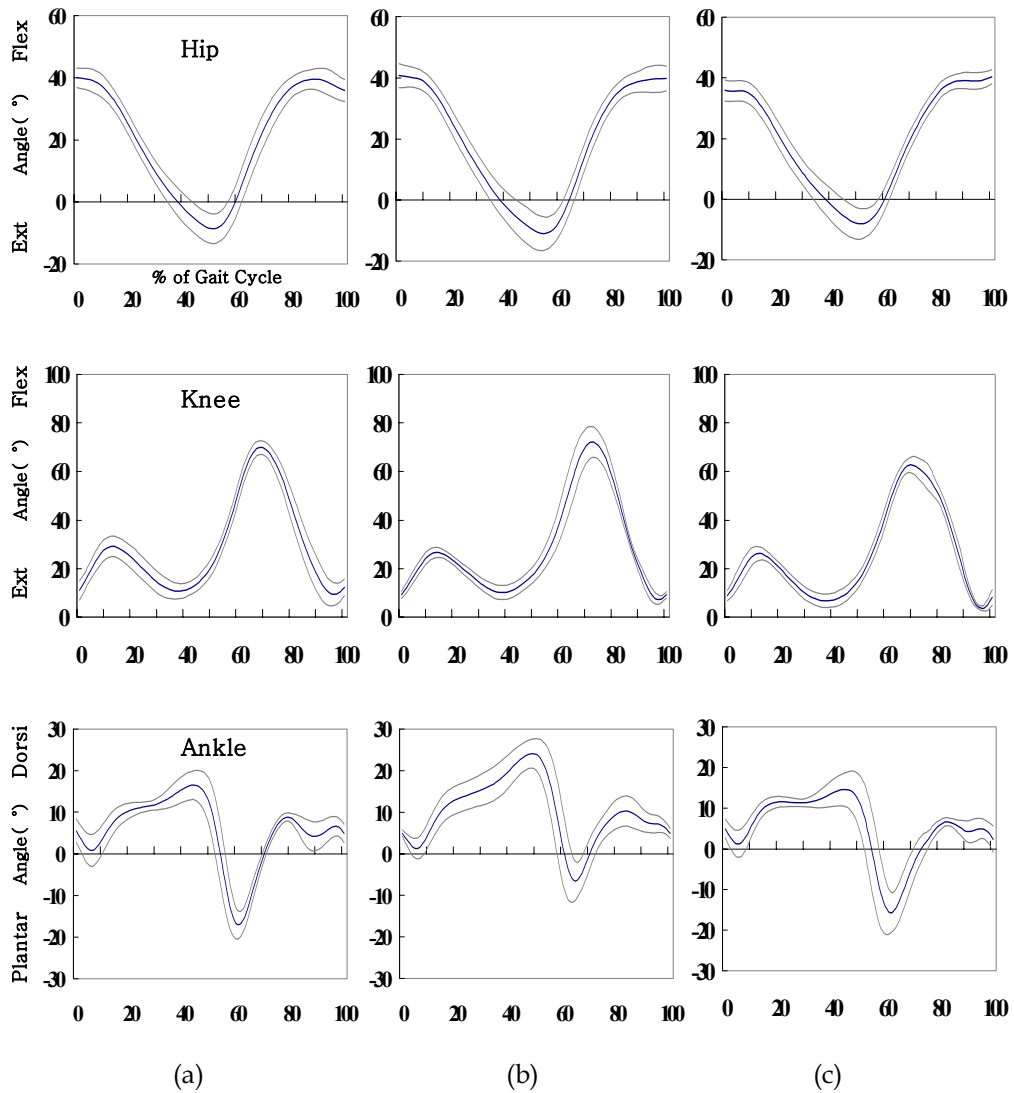 60 60 60
Flex
Hip
40 40 40
Angle( °)
20 20 20
0 0 0
Ext
-20 -20 -20
% of Gait Cycle
0 20 40 60 80 100 0 20 40 60 80 100 0 20 40 60 80 100
100 100 100
Flex
Knee
80 80 80
60 60 60
Angle( °)
40 40 40
Ext
20 20 20
0 0 0
0 20 40 60 80 100 0 20 40 60 80 100 0 20 40 60 80 100
30 30 30
Dorsi
Ankle
20 20 20
10 10 10
Angle( °)
0 0 0
-10 -10 -10
Plantar
-20 -20 -20
-30 -30 -30
0 20 40 60 80 100 0 20 40 60 80 100 0 20 40 60 80 100
(a) (b) (c)